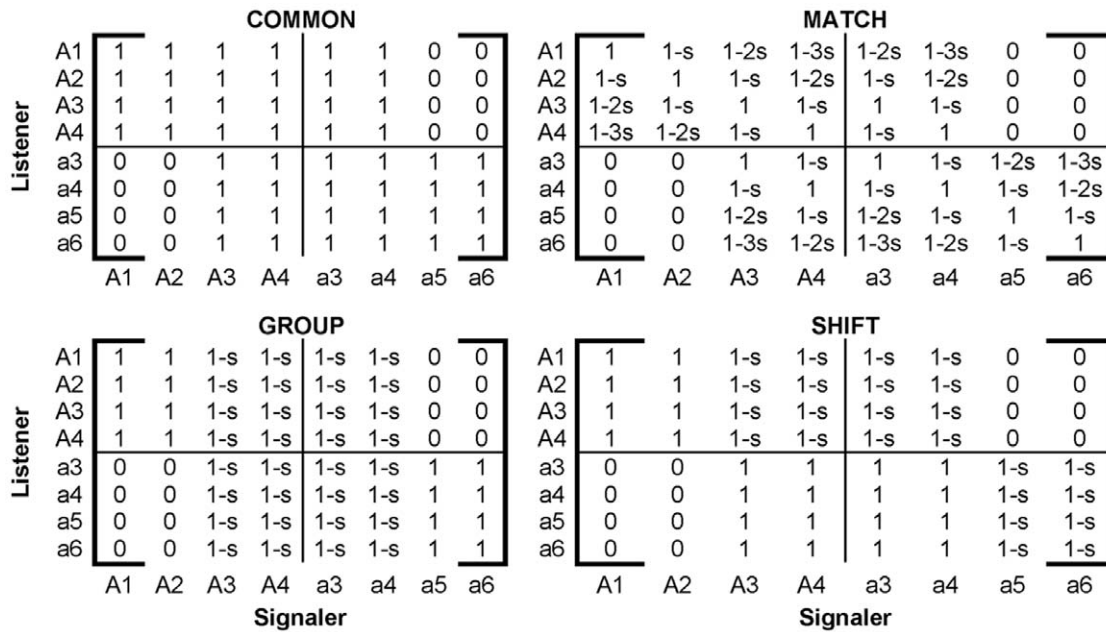 COMMON
A1 1 1 1 1 1 1 0 0
A2 1 1 1 1 1 1 0 0
A3 1 1 1 1 1 1 0 0
A4 1 1 1 1 1 1 0 0
a3 0 0 1 1 1 1 1 1
a4 0 0 1 1 1 1 1 1
a5 0 0 1 1 1 1 1 1
a6 0 0 1 1 1 1 1 1
A1 A2 A3 A4 a3 a4 a5 a6
Listener
MATCH
A1 1 1-s 1-2s 1-3s 1-2s 1-3s 0 0
A2 1-s 1 1-s 1-2s 1-s 1-2s 0 0
A3 1-2s 1-s 1 1-s 1 1-s 0 0
A4 1-3s 1-2s 1-s 1 1-s 1 0 0
a3 0 0 1 1-s 1 1-s 1-2s 1-3s
a4 0 0 1-s 1 1-s 1 1-s 1-2s
a5 0 0 1-2s 1-s 1-2s 1-s 1 1-s
a6 0 0 1-3s 1-2s 1-3s 1-2s 1-s 1
A1 A2 A3 A4 a3 a4 a5 a6
GROUP
A1 1 1 1-s 1-s 1-s 1-s 0 0
A2 1 1 1-s 1-s 1-s 1-s 0 0
A3 1 1 1-s 1-s 1-s 1-s 0 0
A4 1 1 1-s 1-s 1-s 1-s 0 0
a3 0 0 1-s 1-s 1-s 1-s 1 1
a4 0 0 1-s 1-s 1-s 1-s 1 1
a5 0 0 1-s 1-s 1-s 1-s 1 1
a6 0 0 1-s 1-s 1-s 1-s 1 1
A1 A2 A3 A4 a3 a4 a5 a6
Listener
Signaler
SHIFT
A1 1 1 1-s 1-s 1-s 1-s 0 0
A2 1 1 1-s 1-s 1-s 1-s 0 0
A3 1 1 1-s 1-s 1-s 1-s 0 0
A4 1 1 1-s 1-s 1-s 1-s 0 0
a3 0 0 1 1 1 1 1-s 1-s
a4 0 0 1 1 1 1 1-s 1-s
a5 0 0 1 1 1 1 1-s 1-s
a6 0 0 1 1 1 1 1-s 1-s
A1 A2 A3 A4 a3 a4 a5 a6
Signaler